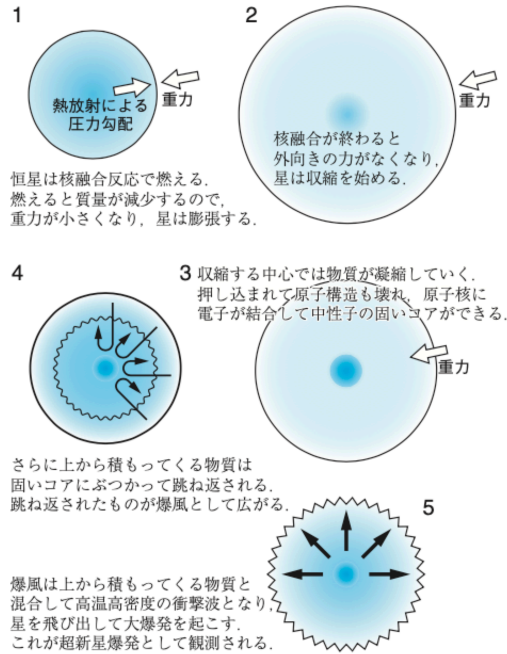 1
熱放射による
圧力勾配
重力
恒星は核融合反応で燃える.
燃えると質量が減少するので,
重力が小さくなり,星は膨張する.
2
重力
核融合が終わると
外向きの力がなくなり,
星は収縮を始める.
3
収縮する中心では物質が凝縮していく.
押し込まれて原子構造も壊れ,原子核に
電子が結合して中性子の固いコアができる.
重力
4
さらに上から積もってくる物質は
固いコアにぶつかって跳ね返される.
跳ね返されたものが爆風として広がる.
5
爆風は上から積もってくる物質と
混合して高温高密度の衝撃波となり,
星を飛び出して大爆発を起こす.
これが超新星爆発として観測される.